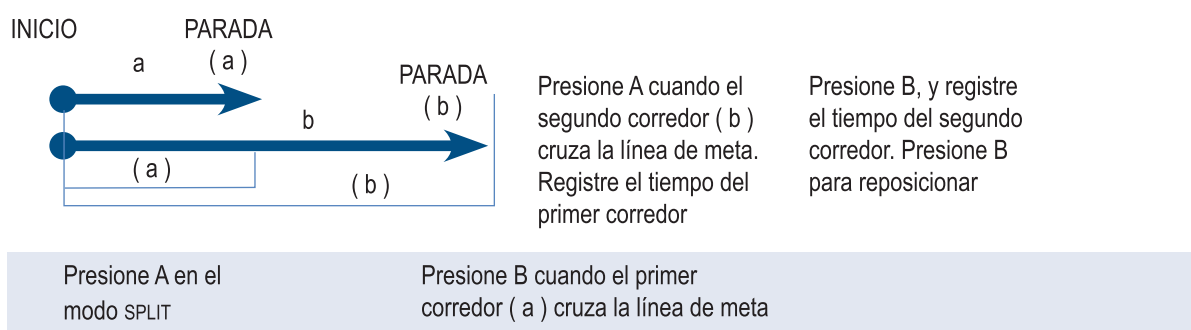 INICIO
PARADA
( a )
a
PARADA
( b )
b
( a )
( b )
Presione A cuando el
segundo corredor ( b )
cruza la línea de meta.
Registre el tiempo del
primer corredor
Presione B, y registre
el tiempo del segundo
corredor. Presione B
para reposicionar
Presione A en el
modo SPLIT
Presione B cuando el primer
corredor ( a ) cruza la línea de meta